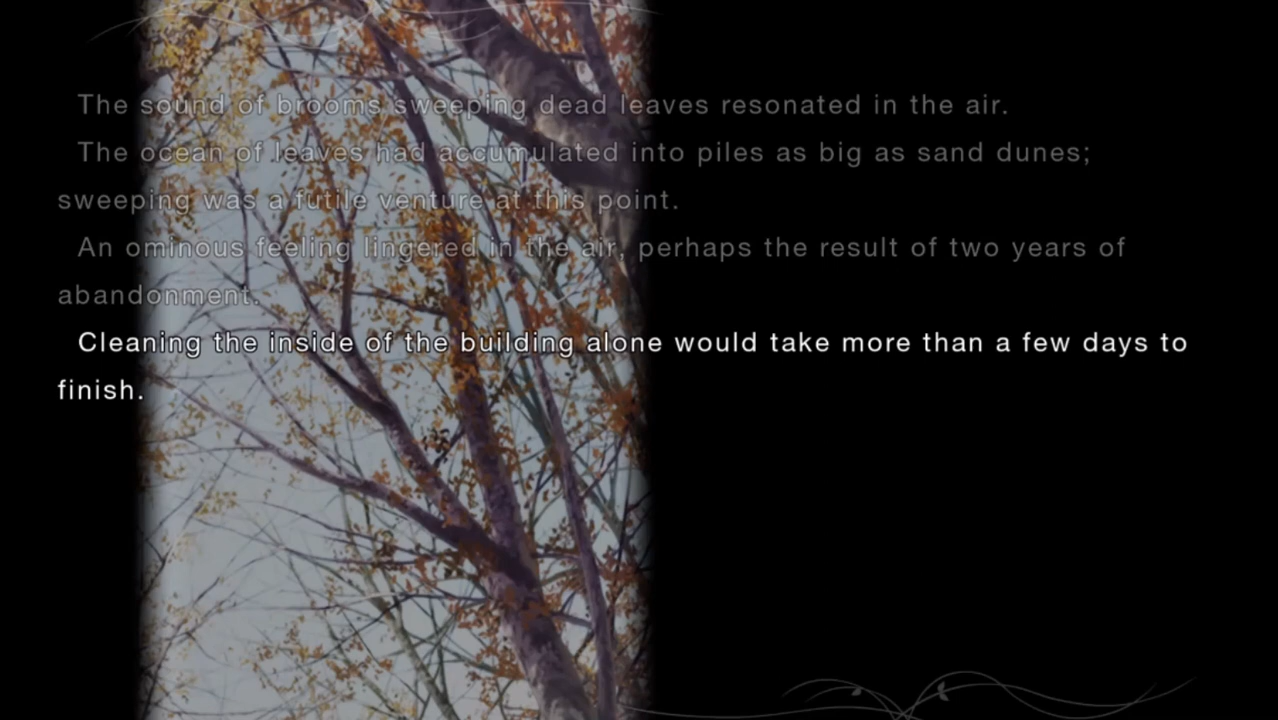 The sound of brooms sweeping dead leaves resonated in the air.
The ocean of leaves had accumulated into piles as big as sand dunes;
sweeping was a futile venture at this point.
An ominous feeling lingered in the air, perhaps the result of two years of
abandonment.
Cleaning the inside of the building alone would take more than a few days to
finish.